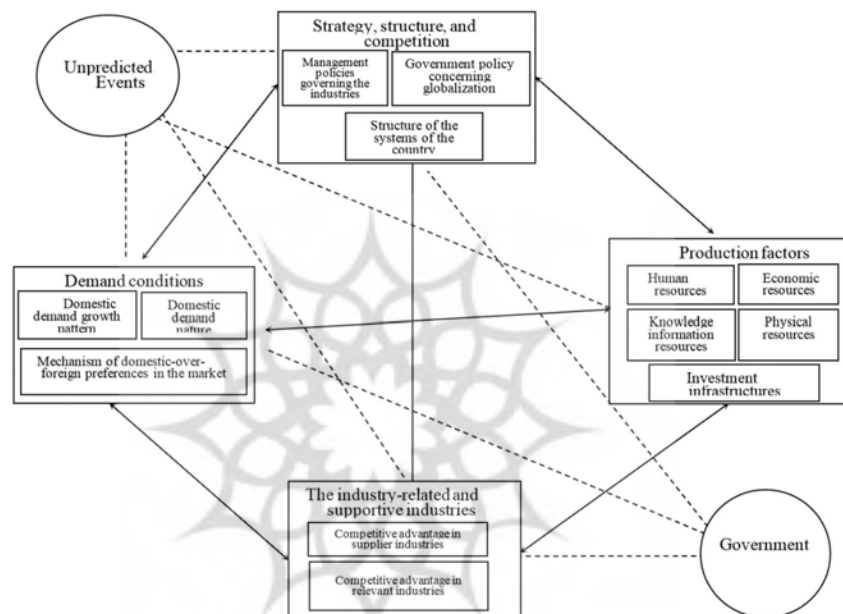 Strategy, structure, and
competition
Unpredicted
Events
Management
policies
governing the
industries
Government policy
concerning
globalization
Structure of the
systems of the
country
Demand conditions
Domestic
demand growth
pattern
Domestic
demand
nature
Mechanism of domestic-over-
foreign preferences in the market
Production factors
Human
resources
Economic
resources
Knowledge
information
resources
Physical
resources
Investment
infrastructures
The industry-related and
supportive industries
Competitive advantage in
supplier industries
Competitive advantage in
relevant industries
Government